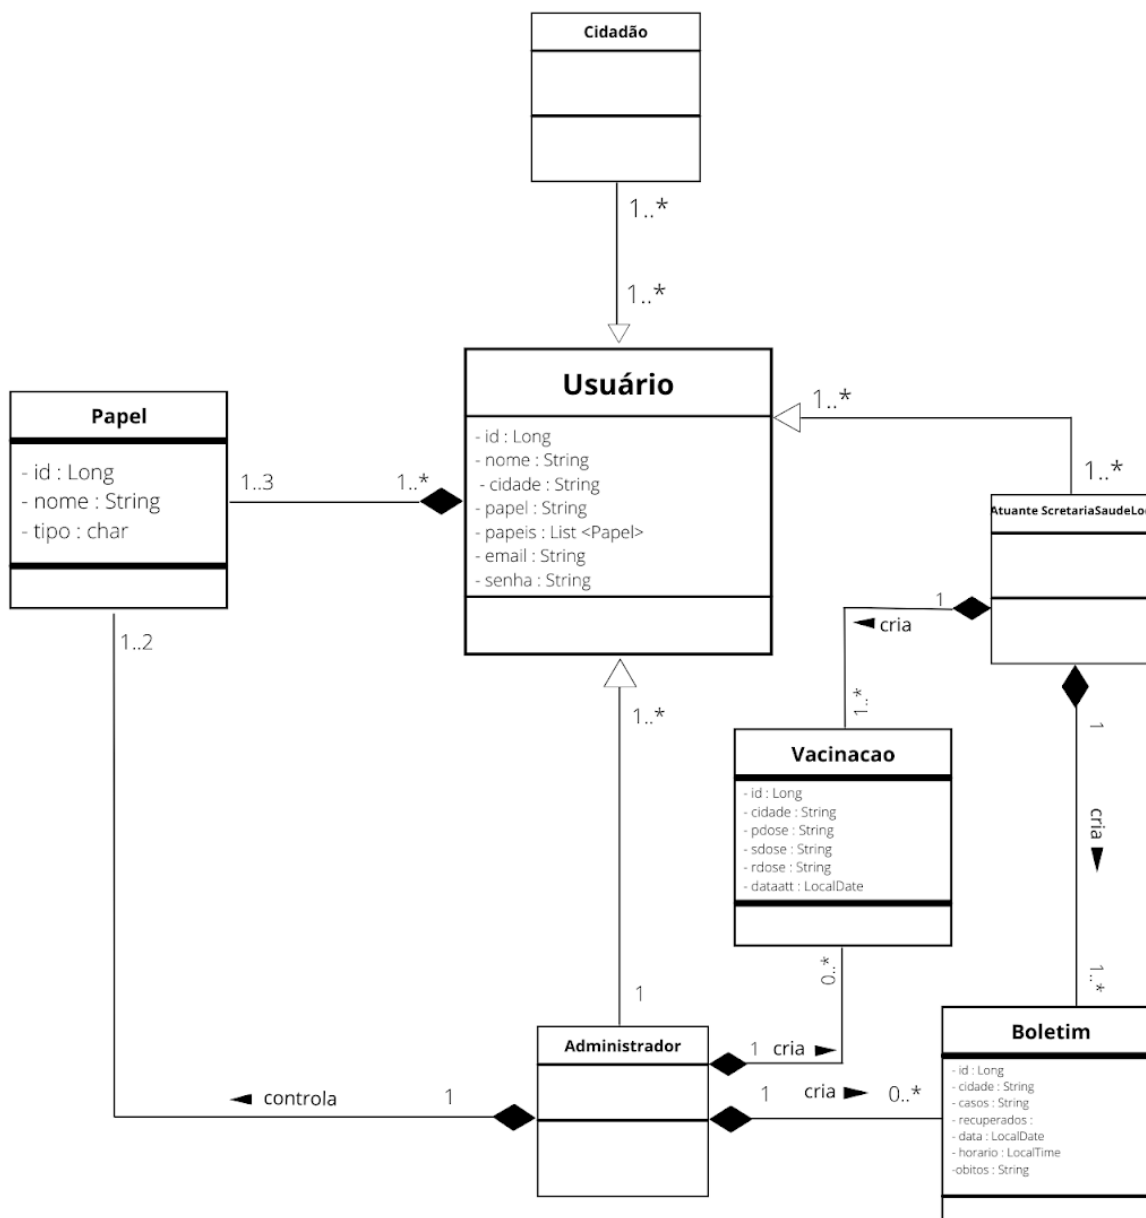 Cidadão
1..*
1..*
Usuário
- id : Long
- nome : String
- cidade : String
- papel : String
- papeis : List <Papel>
- email : String
- senha : String
1..*
1..*
Papel
- id : Long
- nome : String
- tipo : char
1..3
1..*
Atuante ScretariaSaudeLoc
1..2
1
cria
1..*
1
cria
1..*
1..*
1
Vacinacao
- id : Long
- cidade : String
- pdose : String
- sdose : String
- rdose : String
- dataatt : LocalDate
0..*
Administrador
1 cria
1 cria 0..*
controla 1
Boletim
- id : Long
- cidade : String
- casos : String
- recuperados :
- data : LocalDate
- horario : LocalTime
-obitos : String